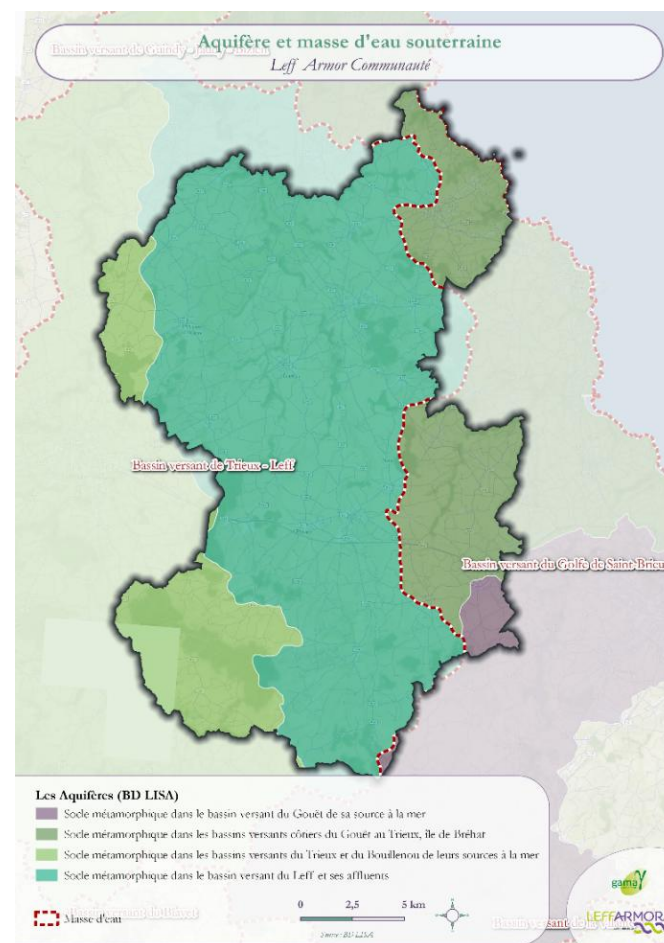 Aquifère et masse d'eau souterraine
Leff Armor Communauté
Bassin versant de Trieux - Leff
Bassin versant du Golfe de Saint-Brieu
Les Aquifères (BD LISA)
Socle métamorphique dans le bassin versant du Gouët de sa source à la mer
Socle métamorphique dans les bassins versants côtiers du Gouët au Trieux, île de Bréhat
Socle métamorphique dans les bassins versants du Trieux et du Bouillenou de leurs sources à la mer
Socle métamorphique dans le bassin versant du Leff et ses affluents
Masse d'eau
0 2,5 5 km
Source: BD LISA
gama
LEFFARMOR